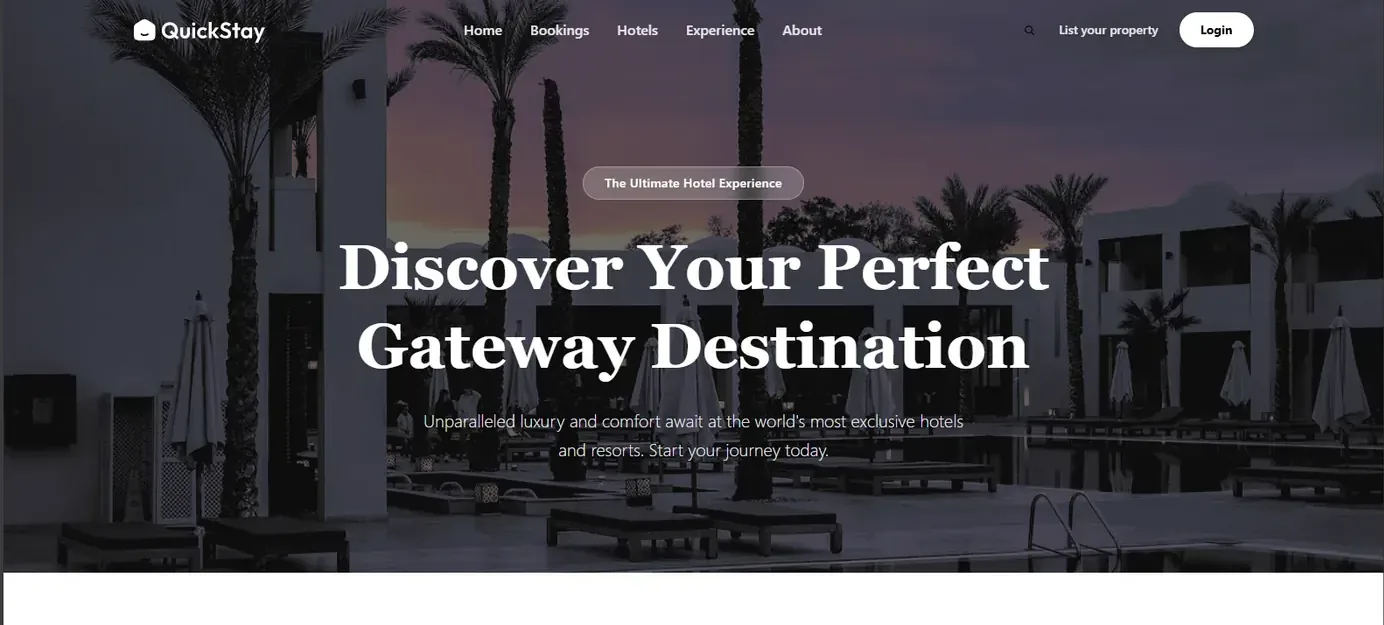 QuickStay
Home
Bookings
Hotels
Experience
About
List your property
Login
The Ultimate Hotel Experience
Discover Your Perfect
Gateway Destination
Unparalleled luxury and comfort await at the world's most exclusive hotels
and resorts. Start your journey today.